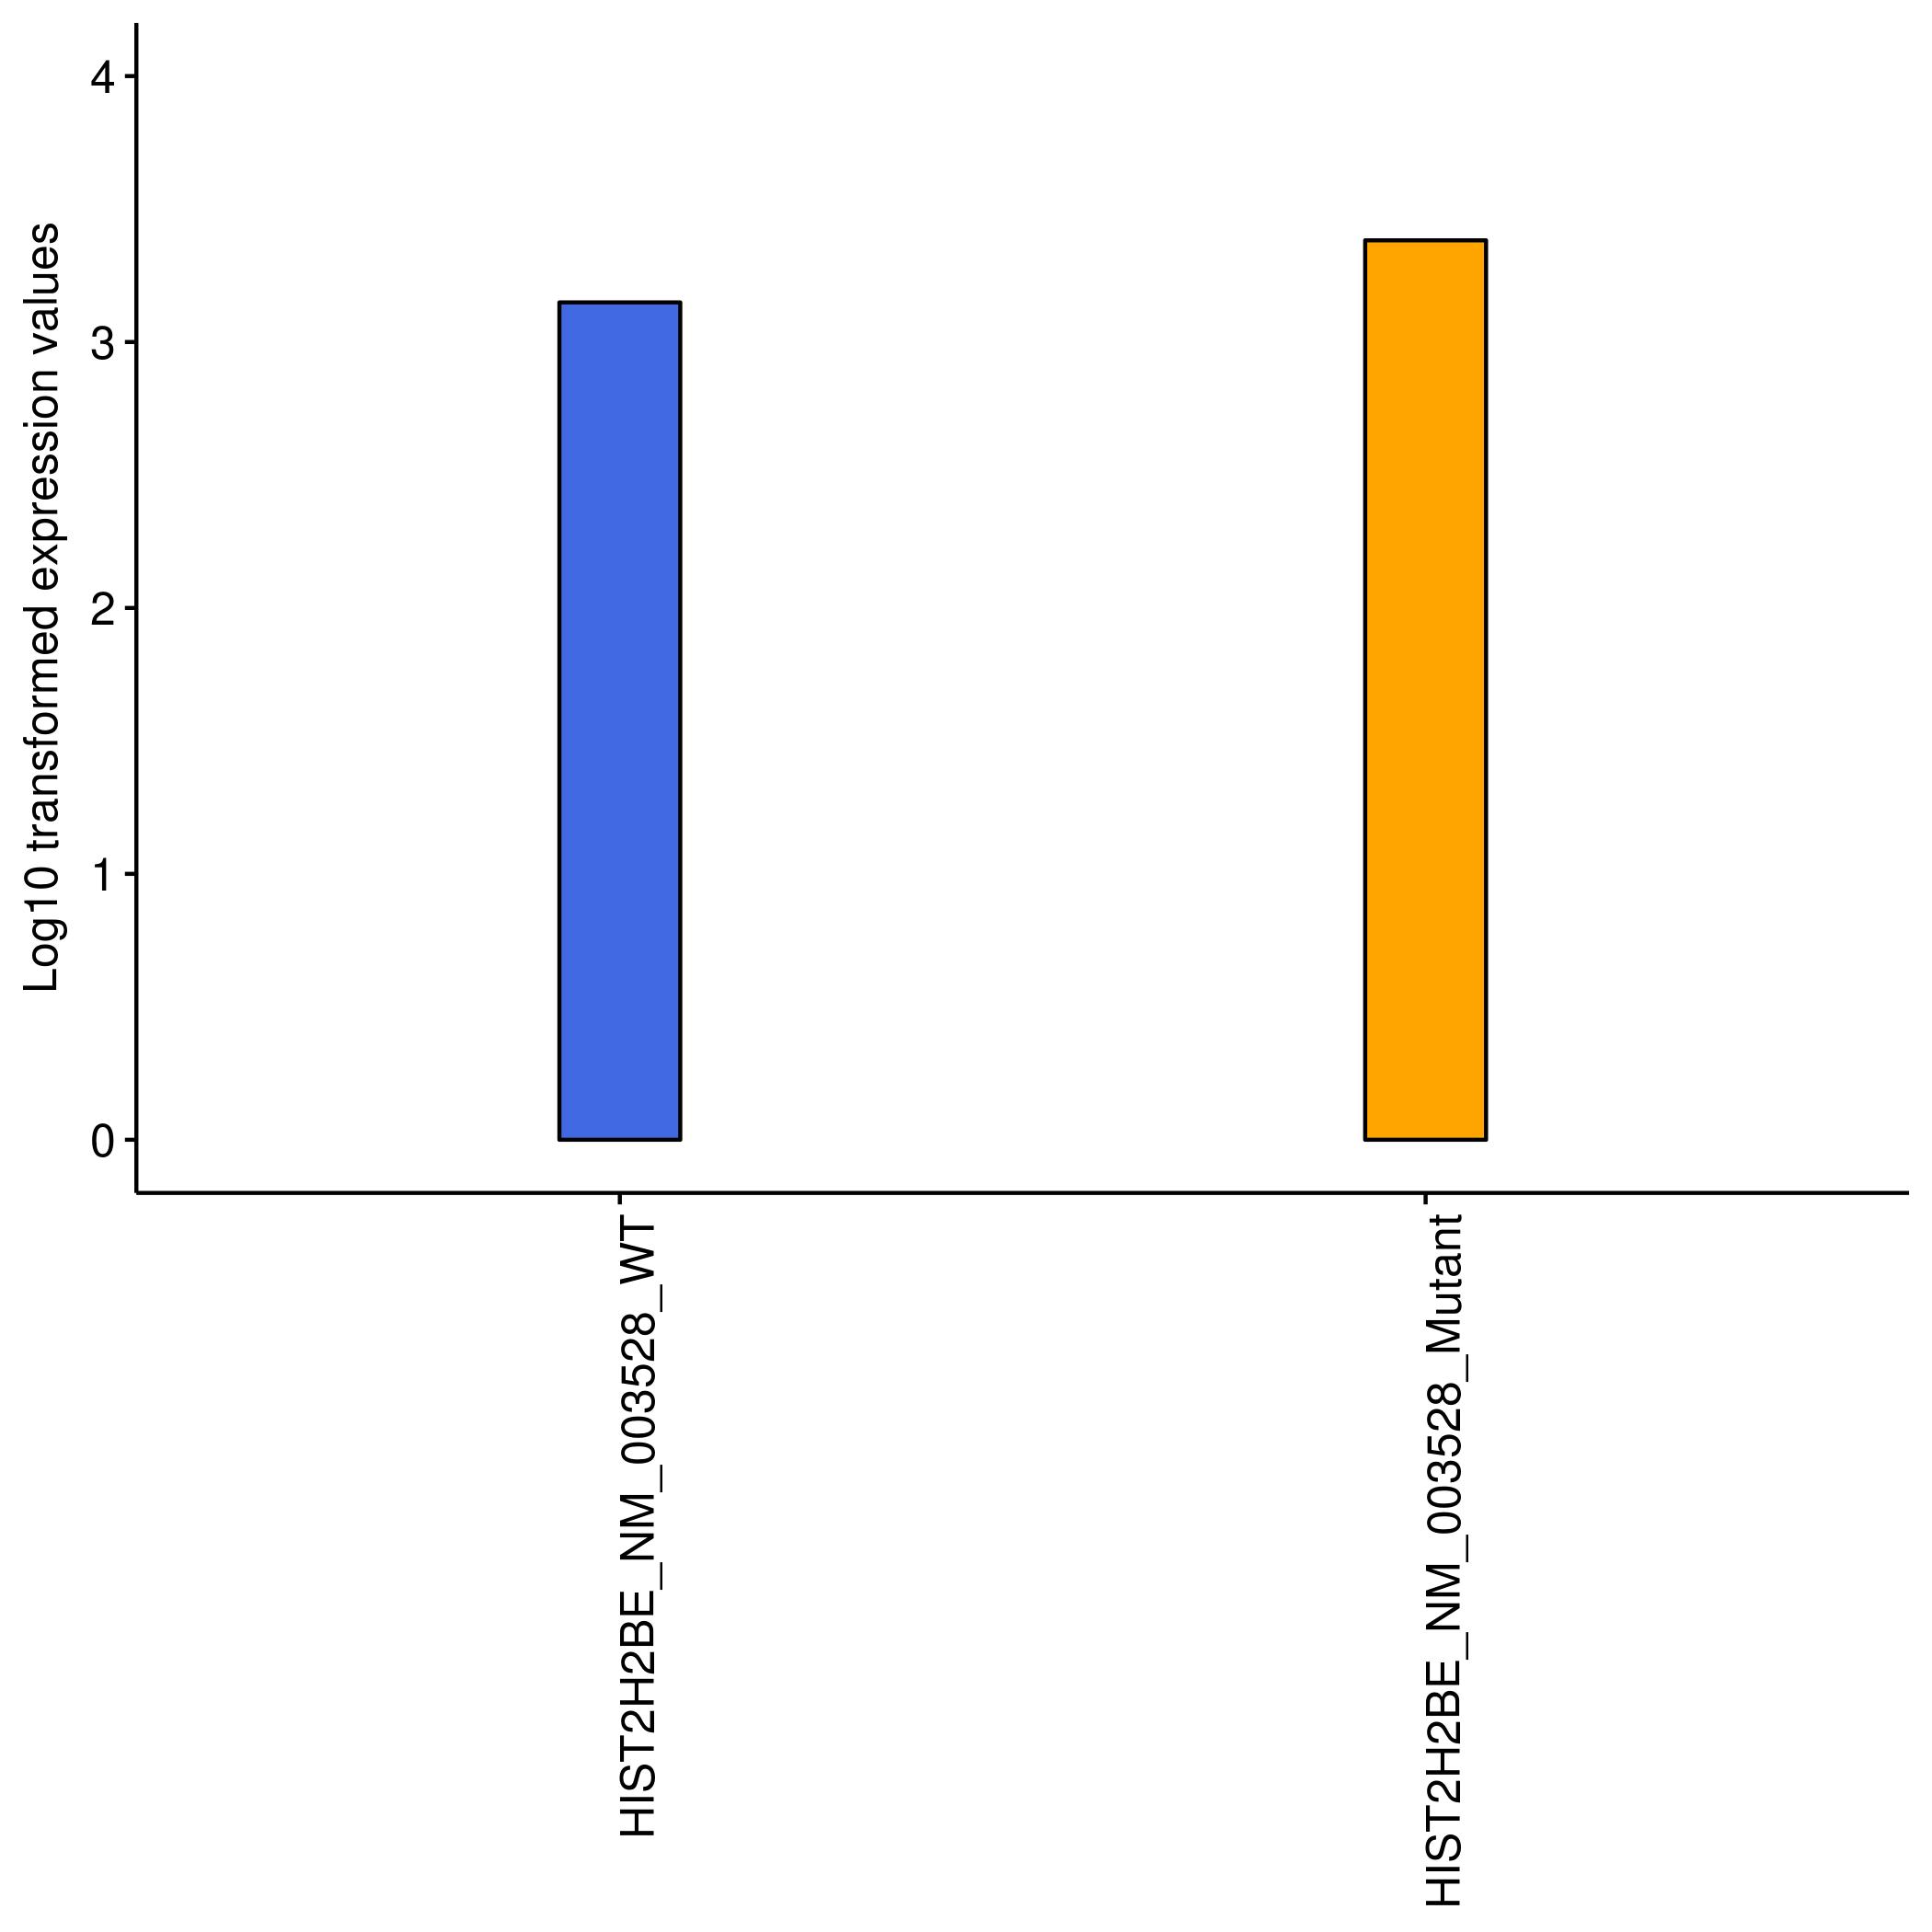 Log10 transformed expression values
4
3
2
1
0
HIST2H2BE_NM_003528_WT
HIST2H2BE_NM_003528_Mutant